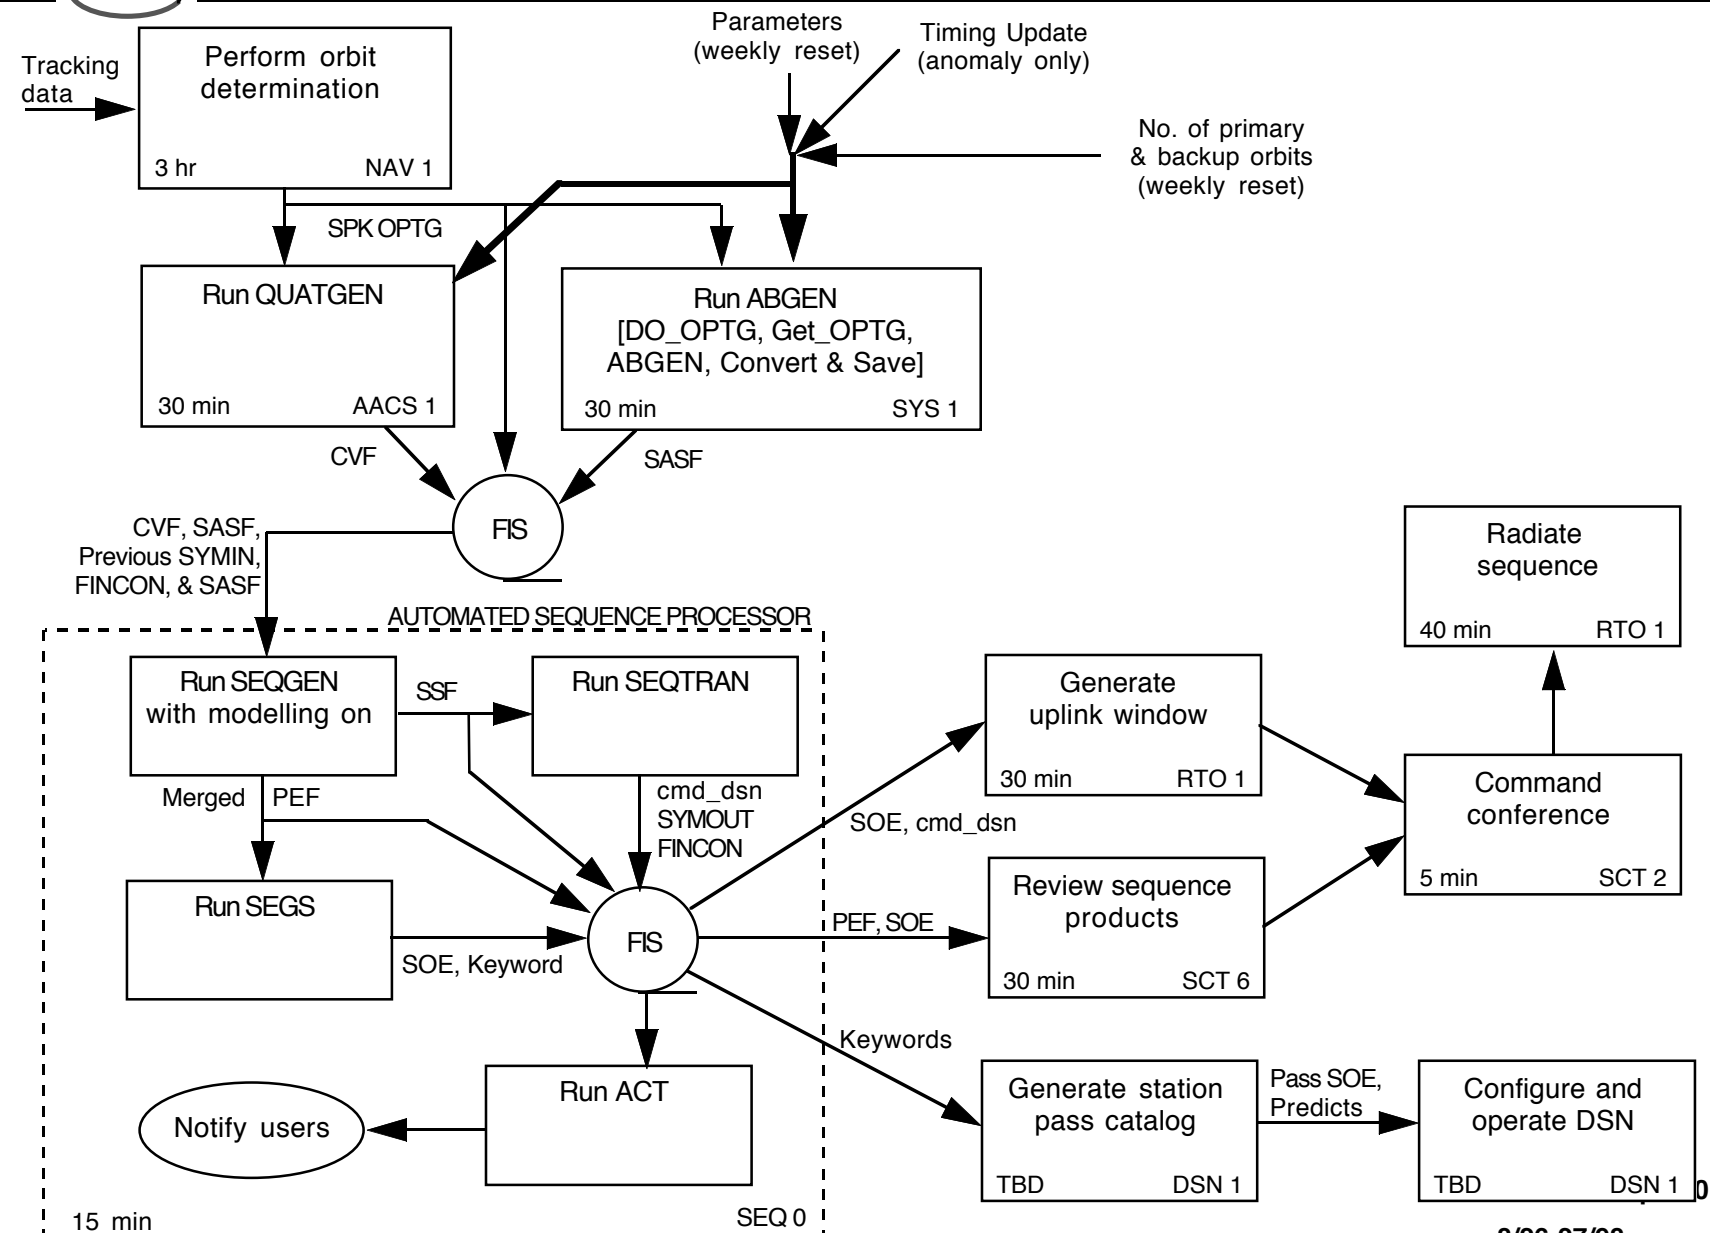 Parameters
(weekly reset)
Timing Update
(anomaly only)
Tracking
data
Perform orbit
determination
3 hr NAV 1
No. of primary
& backup orbits
(weekly reset)
SPK OPTG
Run QUATGEN
30 min AACS 1
Run ABGEN
[DO_OPTG, Get_OPTG,
ABGEN, Convert & Save]
30 min SYS 1
CVF
SASF
FIS
CVF, SASF,
Previous SYMIN,
FINCON, & SASF
AUTOMATED SEQUENCE PROCESSOR
Run SEQGEN
with modelling on
SSF
Run SEQTRAN
Merged PEF
cmd_dsn
SYMOUT
FINCON
Run SEGS
SOE, Keyword
FIS
Run ACT
Notify users
15 min SEQ 0
SOE, cmd_dsn
Generate
uplink window
30 min RTO 1
PEF, SOE
Review sequence
products
30 min SCT 6
Command
conference
5 min SCT 2
Radiate
sequence
40 min RTO 1
Keywords
Generate station
pass catalog
TBD DSN 1
Pass SOE,
Predicts
Configure and
operate DSN
TBD DSN 1